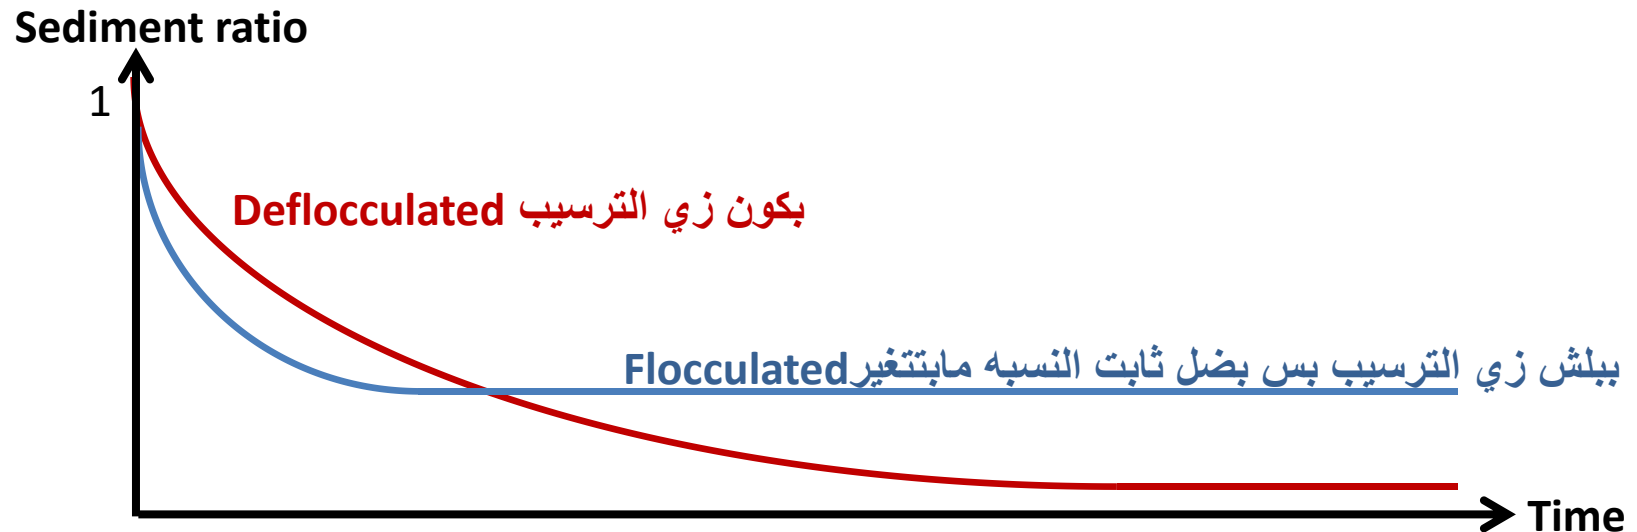 Sediment ratio
1
Deflocculated بكون زي الترسيب
Flocculatedببلش زي الترسيب بس بضل ثابت النسبه مابتتغير
Time